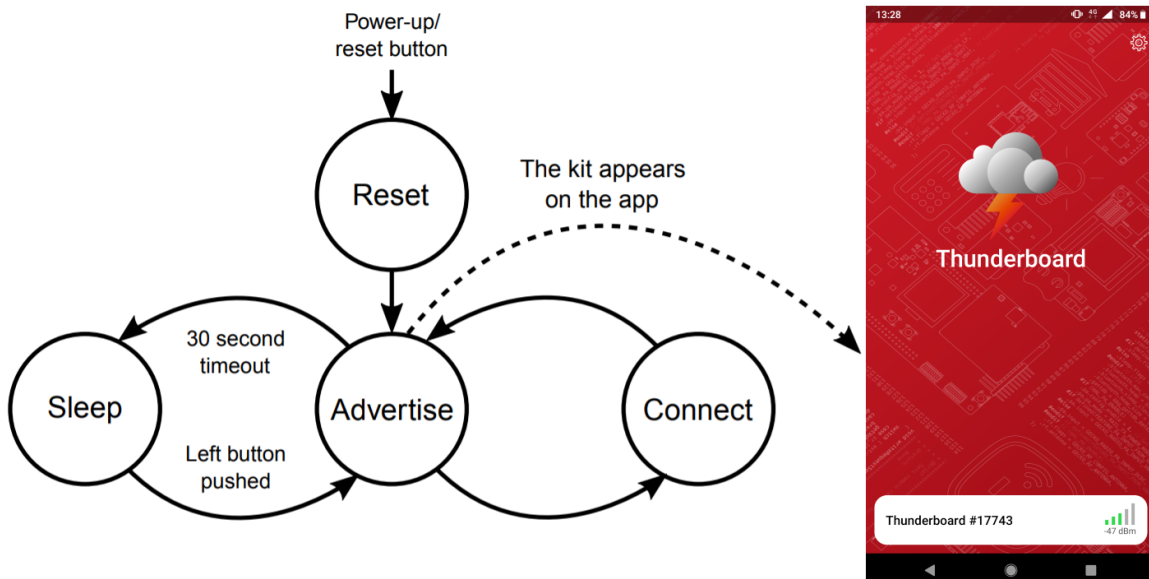 Power-up/
reset button
Reset
The kit appears
on the app
30 second
timeout
Sleep
Advertise
Connect
Left button
pushed
13:28
4G
84%
Thunderboard
Thunderboard #17743
-47 dBm